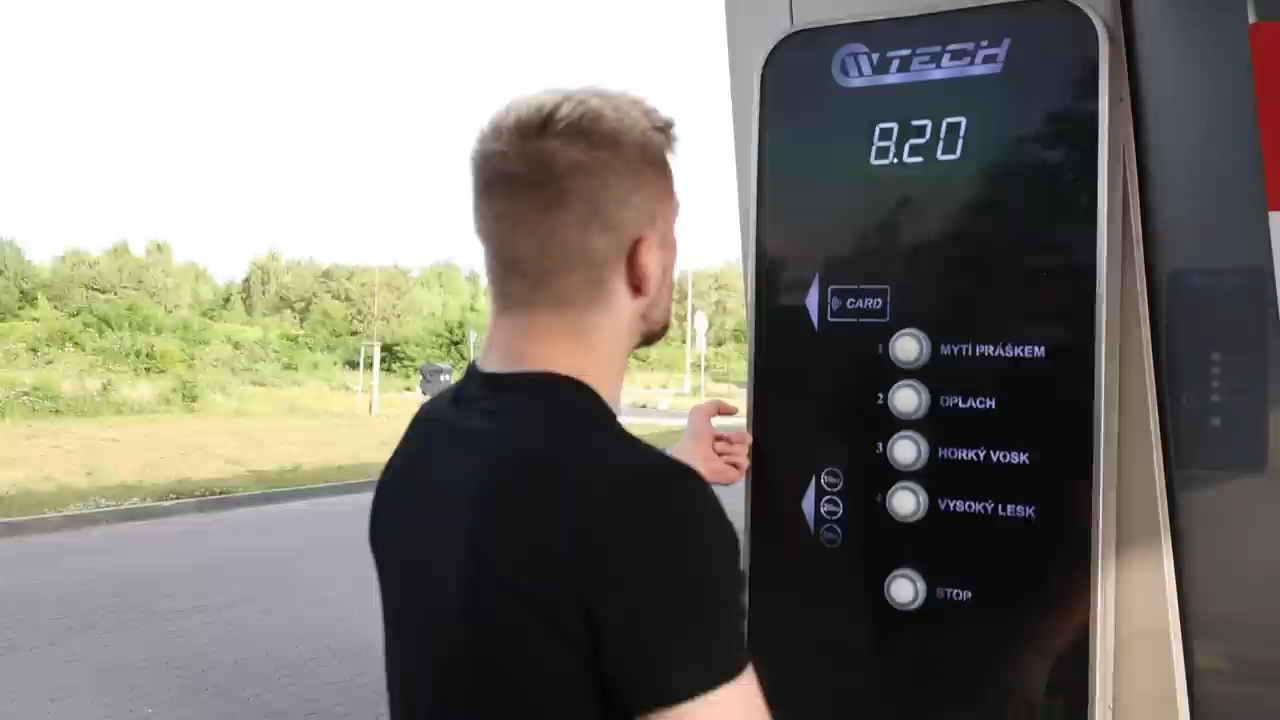 TECH
8.20
CARD
1 MYTÍ PRÁŠKEM
2 OPLACH
3 HORKÝ VOSK
4 VYSOKÝ LESK
STOP